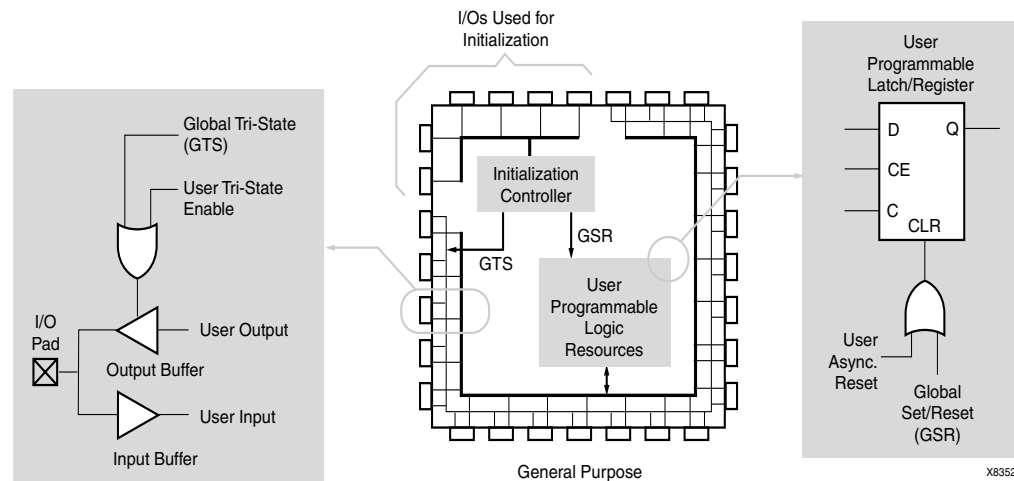 I/Os Used for
Initialization
Global Tri-State
(GTS)
User Tri-State
Enable
I/O
Pad
User Output
Output Buffer
User Input
Input Buffer
Initialization
Controller
GSR
GTS
User
Programmable
Logic
Resources
General Purpose
User
Programmable
Latch/Register
D
Q
CE
C
CLR
User
Async.
Reset
Global
Set/Reset
(GSR)
X8352